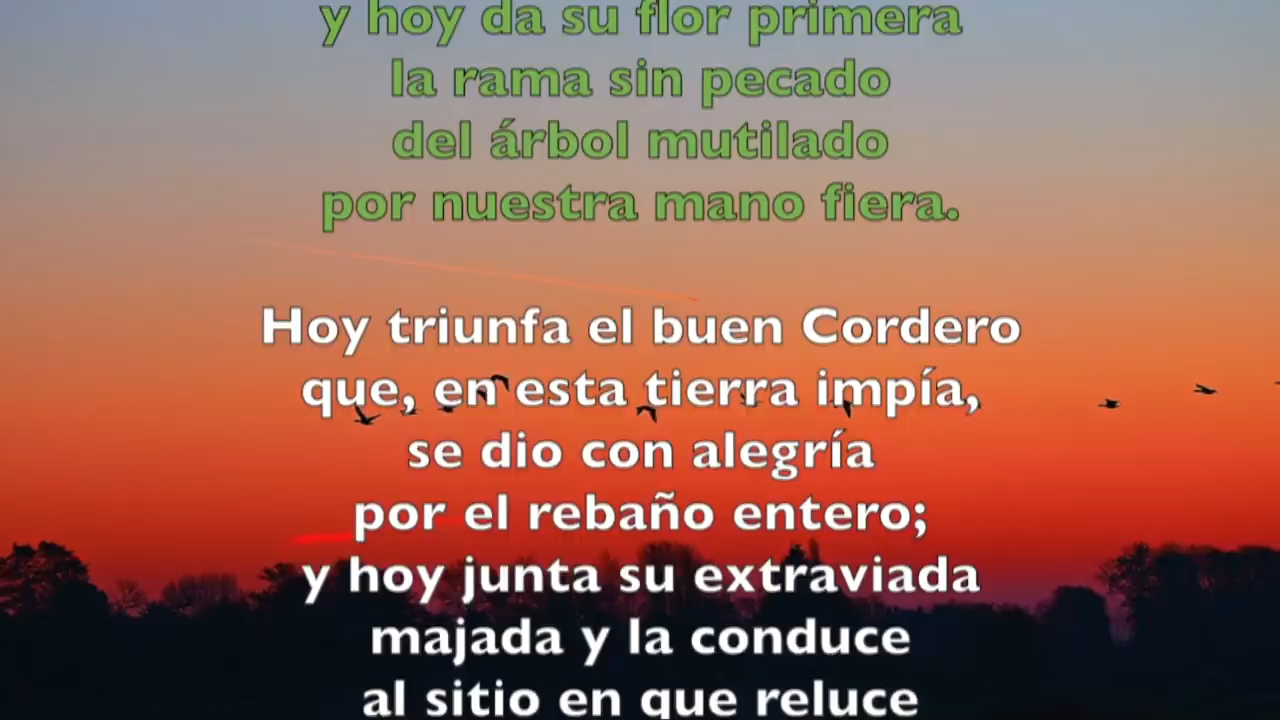 y hoy da su flor primera
la rama sin pecado
del árbol mutilado
por nuestra mano fiera.
Hoy triunfa el buen Cordero
que, en esta tierra impía,
se dio con alegría
por el rebaño entero;
y hoy junta su extraviada
majada y la conduce
al sitio en que reluce